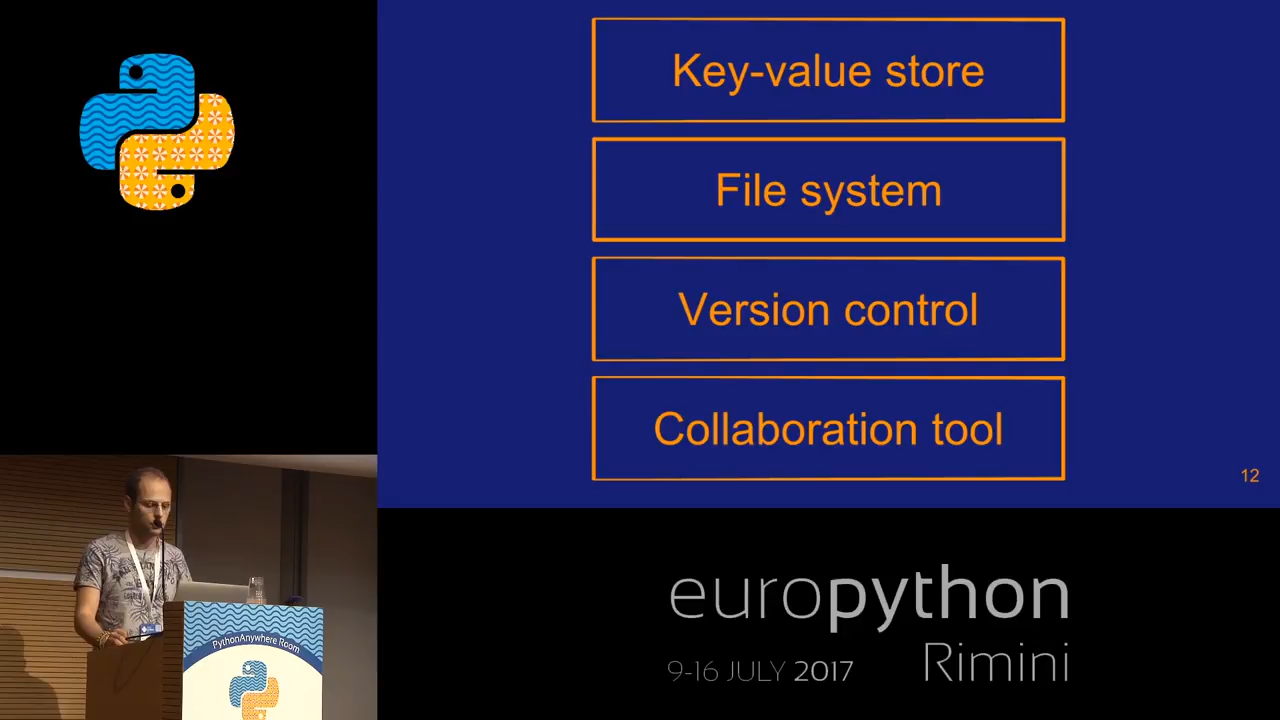 Key-value store
File system
Version control
Collaboration tool
12
PythonAnywhere Room
europython
9-16 JULY 2017
Rimini